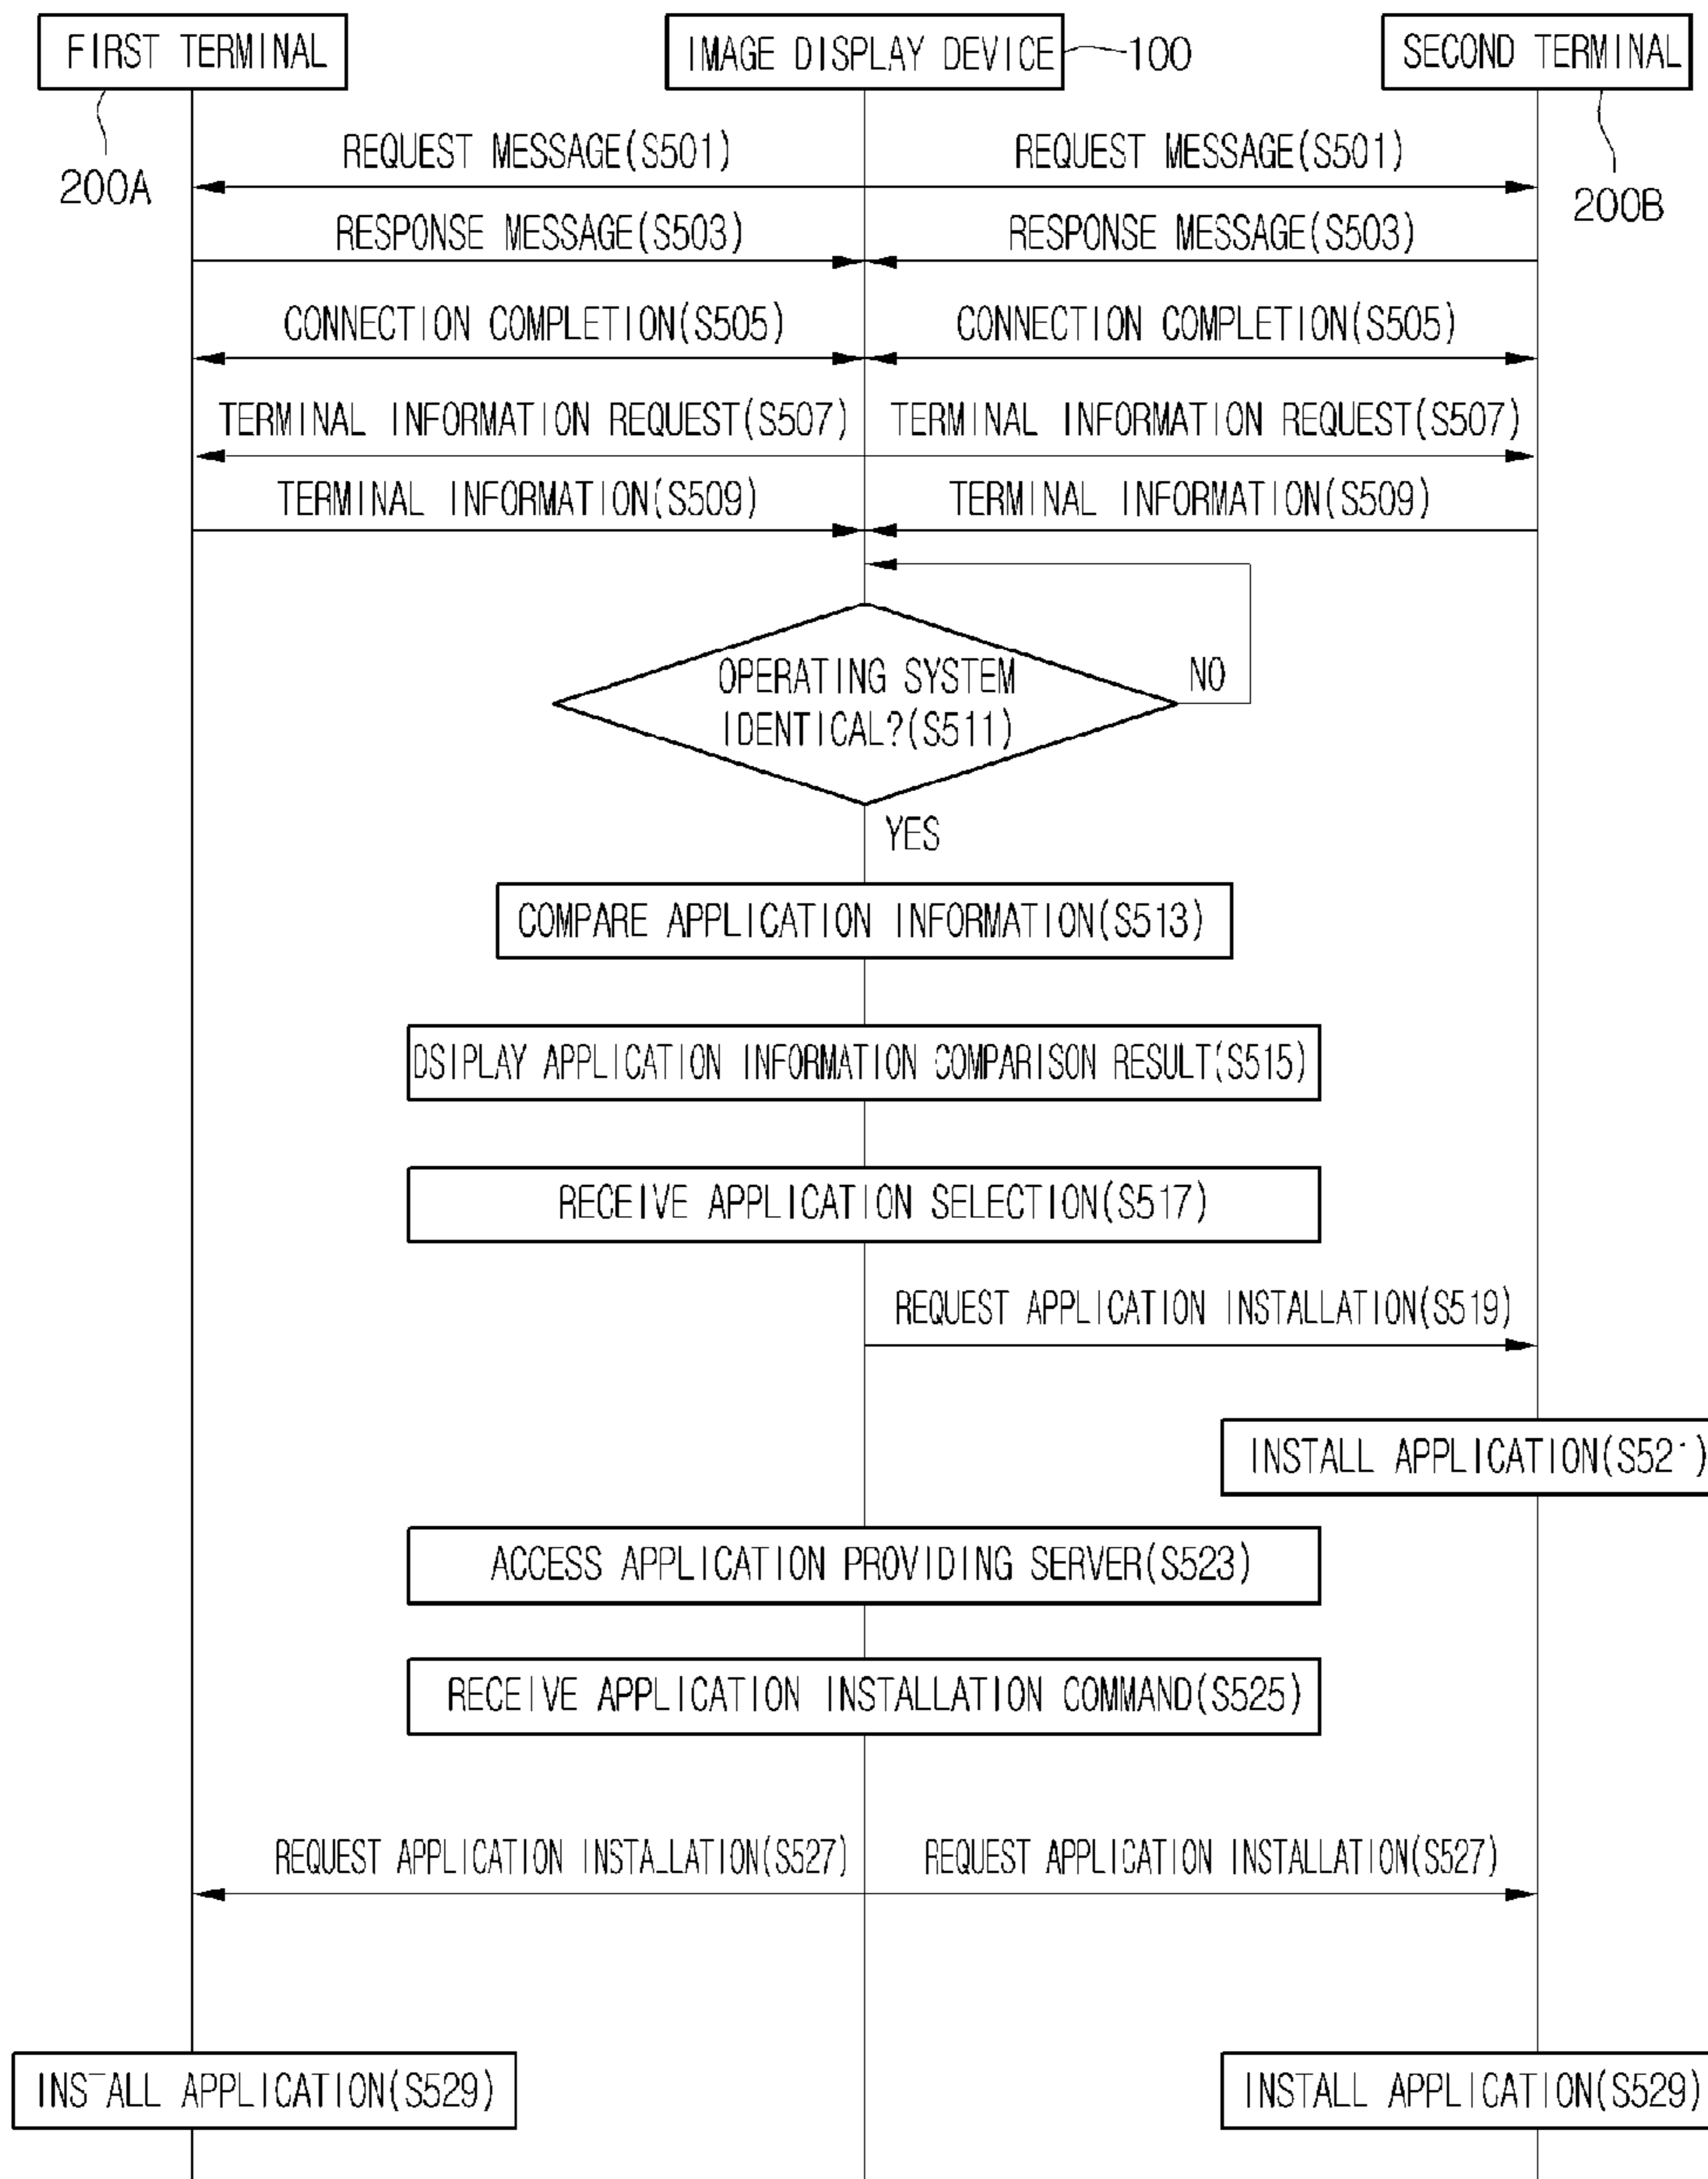 FIRST TERMINAL
IMAGE DISPLAY DEVICE
100
SECOND TERMINAL
200A
200B
REQUEST MESSAGE(S501)
REQUEST MESSAGE(S501)
RESPONSE MESSAGE(S503)
RESPONSE MESSAGE(S503)
CONNECTION COMPLETION(S505)
CONNECTION COMPLETION(S505)
TERMINAL INFORMATION REQUEST(S507)
TERMINAL INFORMATION REQUEST(S507)
TERMINAL INFORMATION(S509)
TERMINAL INFORMATION(S509)
OPERATING SYSTEM
IDENTICAL?(S511)
NO
YES
COMPARE APPLICATION INFORMATION(S513)
DSIPLAY APPLICATION INFORMATION COMPARISON RESULT(S515)
RECEIVE APPLICATION SELECTION(S517)
REQUEST APPLICATION INSTALLATION(S519)
INSTALL APPLICATION(S521)
ACCESS APPLICATION PROVIDING SERVER(S523)
RECEIVE APPLICATION INSTALLATION COMMAND(S525)
REQUEST APPLICATION INSTALLATION(S527)
REQUEST APPLICATION INSTALLATION(S527)
INSTALL APPLICATION(S529)
INSTALL APPLICATION(S529)